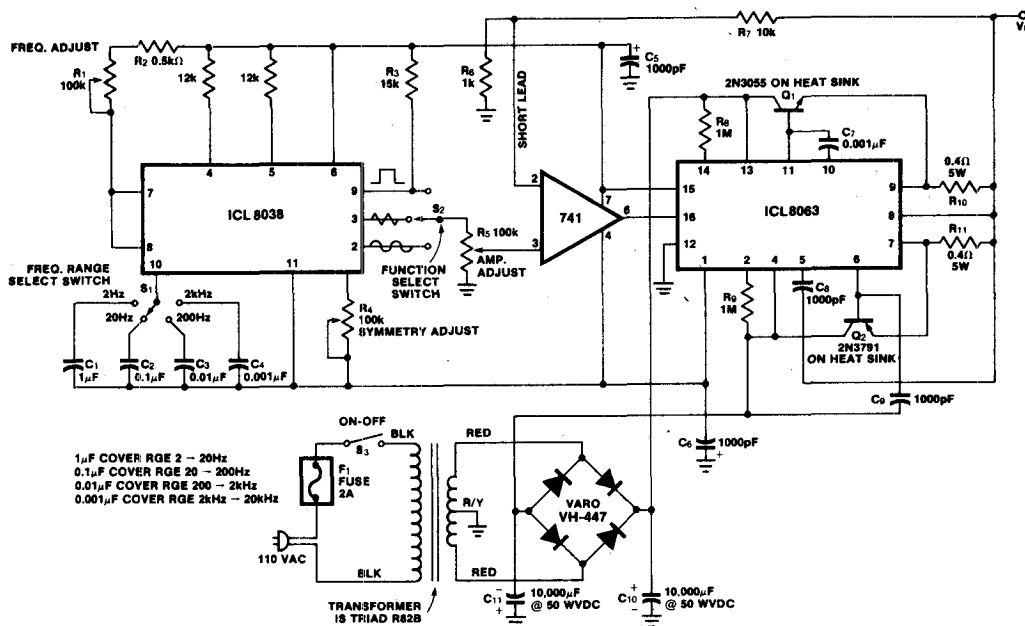 FREQ. ADJUST
R1
100k
R2 0.5kΩ
12k
12k
R3
15k
R6
1k
SHORT LEAD
R7 10k
C5
1000pF
2N3055 ON HEAT SINK
Q1
R8
1M
C7
0.001µF
4
5
6
7
8
9
3
2
10
11
ICL8038
S2
FUNCTION
SELECT
SWITCH
R5 100k
AMP.
ADJUST
2
3
741
7
4
6
14
13
11
10
15
16
12
9
8
7
1
2
4
5
6
ICL8063
0.4Ω
5W
R10
R11
0.4Ω
5W
FREQ. RANGE
SELECT SWITCH
S1
2Hz
20Hz
2kHz
200Hz
R4
100k
SYMMETRY ADJUST
C1
1µF
C2
0.1µF
C3
0.01µF
C4
0.001µF
R9
1M
C8
1000pF
Q2
2N3791
ON HEAT SINK
C9
1000pF
C6
1000pF
1µF COVER RGE 2 → 20Hz
0.1µF COVER RGE 20 → 200Hz
0.01µF COVER RGE 200 → 2kHz
0.001µF COVER RGE 2kHz → 20kHz
ON-OFF
S3
BLK
RED
F1
FUSE
2A
R/Y
VARO
VH-447
110 VAC
BLK
RED
TRANSFORMER
IS TRIAD R82B
C11
10,000µF
@ 50 WVDC
C10
10,000µF
@ 50 WVDC